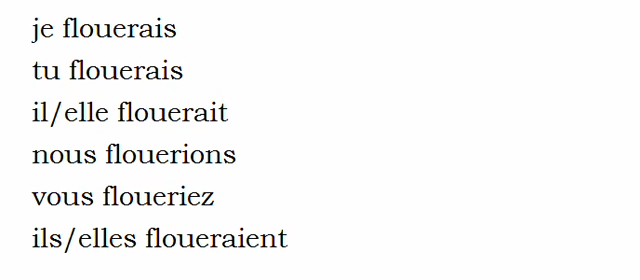 je flouerais
tu flouerais
il/elle flouerait
nous flouerions
vous floueriez
ils/elles floueraient